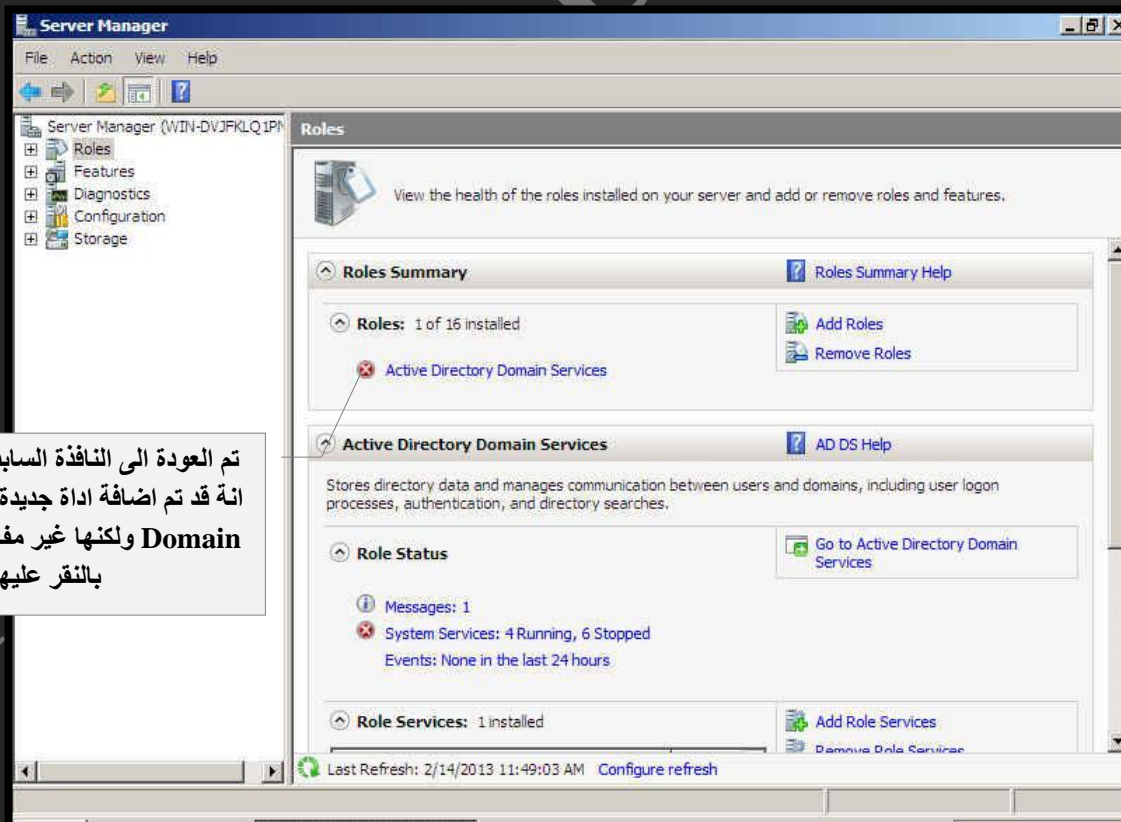 Server Manager
File Action View Help
Server Manager (WIN-DVJFKLQ1PN
Roles
Features
Diagnostics
Configuration
Storage
Roles
View the health of the roles installed on your server and add or remove roles and features.
Roles Summary
Roles Summary Help
Roles: 1 of 16 installed
Add Roles
Remove Roles
Active Directory Domain Services
Active Directory Domain Services
AD DS Help
Stores directory data and manages communication between users and domains, including user logon
processes, authentication, and directory searches.
Role Status
Go to Active Directory Domain
Services
Messages: 1
System Services: 4 Running, 6 Stopped
Events: None in the last 24 hours
Role Services: 1 installed
Add Role Services
Remove Role Services
Last Refresh: 2/14/2013 11:49:03 AM Configure refresh
تم العودة الى النافذة
انة قد تم اضافة اداة جديدة
Domain ولكنها غير
بالنقر